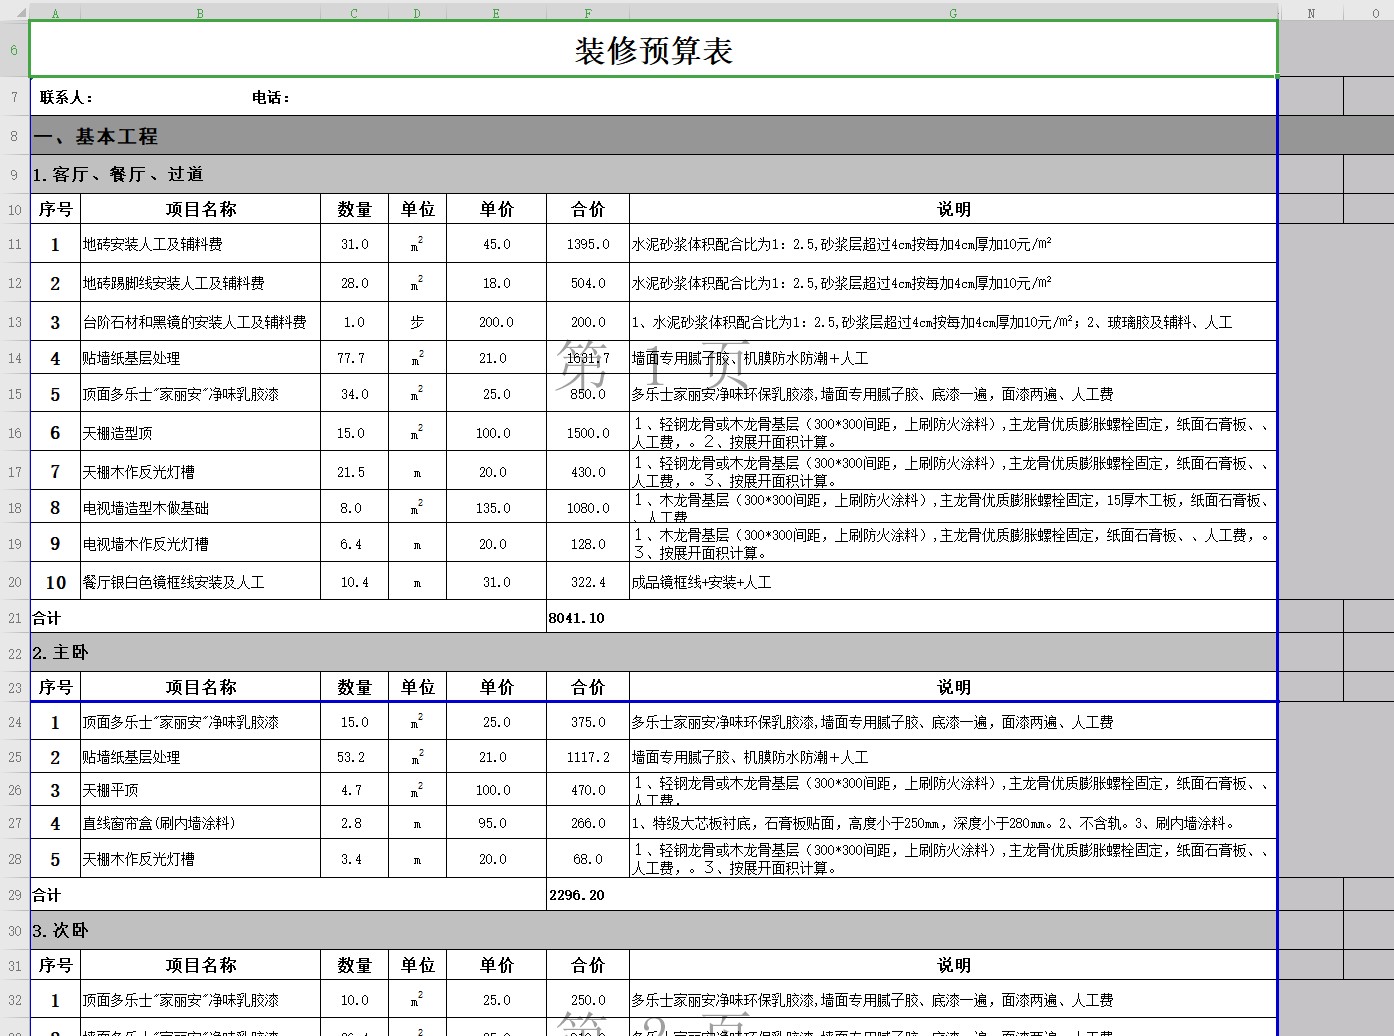 A B C D E F G N O
6 装修预算表
7 联系人： 电话：
8 一、基本工程
9 1.客厅、餐厅、过道
10 序号 项目名称 数量 单位 单价 合价 说明
11 1 地砖安装人工及辅料费 31.0 m² 45.0 1395.0 水泥砂浆体积配合比为1：2.5,砂浆层超过4cm按每加4cm厚加10元/㎡
12 2 地砖踢脚线安装人工及辅料费 28.0 m² 18.0 504.0 水泥砂浆体积配合比为1：2.5,砂浆层超过4cm按每加4cm厚加10元/㎡
13 3 台阶石材和黑镜的安装人工及辅料费 1.0 步 200.0 200.0 1、水泥砂浆体积配合比为1：2.5,砂浆层超过4cm按每加4cm厚加10元/㎡；2、玻璃胶及辅料、人工
14 4 贴墙纸基层处理 77.7 m² 21.0 1631.7 墙面专用腻子胶、机膜防水防潮＋人工
第 1 页
15 5 顶面多乐士"家丽安"净味乳胶漆 34.0 m² 25.0 850.0 多乐士家丽安净味环保乳胶漆,墙面专用腻子胶、底漆一遍，面漆两遍、人工费
16 6 天棚造型顶 15.0 m² 100.0 1500.0 １、轻钢龙骨或木龙骨基层（300*300间距，上刷防火涂料）,主龙骨优质膨胀螺栓固定，纸面石膏板、、
人工费，。２、按展开面积计算。
17 7 天棚木作反光灯槽 21.5 m 20.0 430.0 １、轻钢龙骨或木龙骨基层（300*300间距，上刷防火涂料）,主龙骨优质膨胀螺栓固定，纸面石膏板、、
人工费，。３、按展开面积计算。
18 8 电视墙造型木做基础 8.0 m² 135.0 1080.0 １、木龙骨基层（300*300间距，上刷防火涂料）,主龙骨优质膨胀螺栓固定，15厚木工板，纸面石膏板、
、人工费
19 9 电视墙木作反光灯槽 6.4 m 20.0 128.0 １、木龙骨基层（300*300间距，上刷防火涂料）,主龙骨优质膨胀螺栓固定，纸面石膏板、、人工费，。
３、按展开面积计算。
20 10 餐厅银白色镜框线安装及人工 10.4 m 31.0 322.4 成品镜框线+安装+人工
21 合计 8041.10
22 2.主卧
23 序号 项目名称 数量 单位 单价 合价 说明
24 1 顶面多乐士"家丽安"净味乳胶漆 15.0 m² 25.0 375.0 多乐士家丽安净味环保乳胶漆,墙面专用腻子胶、底漆一遍，面漆两遍、人工费
25 2 贴墙纸基层处理 53.2 m² 21.0 1117.2 墙面专用腻子胶、机膜防水防潮＋人工
26 3 天棚平顶 4.7 m² 100.0 470.0 １、轻钢龙骨或木龙骨基层（300*300间距，上刷防火涂料）,主龙骨优质膨胀螺栓固定，纸面石膏板、、
人工费，
27 4 直线窗帘盒(刷内墙涂料) 2.8 m 95.0 266.0 1、特级大芯板衬底，石膏板贴面，高度小于250mm，深度小于280mm。2、不含轨。3、刷内墙涂料。
28 5 天棚木作反光灯槽 3.4 m 20.0 68.0 １、轻钢龙骨或木龙骨基层（300*300间距，上刷防火涂料）,主龙骨优质膨胀螺栓固定，纸面石膏板、、
人工费，。３、按展开面积计算。
29 合计 2296.20
30 3.次卧
31 序号 项目名称 数量 单位 单价 合价 说明
32 1 顶面多乐士"家丽安"净味乳胶漆 10.0 m² 25.0 250.0 多乐士家丽安净味环保乳胶漆,墙面专用腻子胶、底漆一遍，面漆两遍、人工费
第 2 页